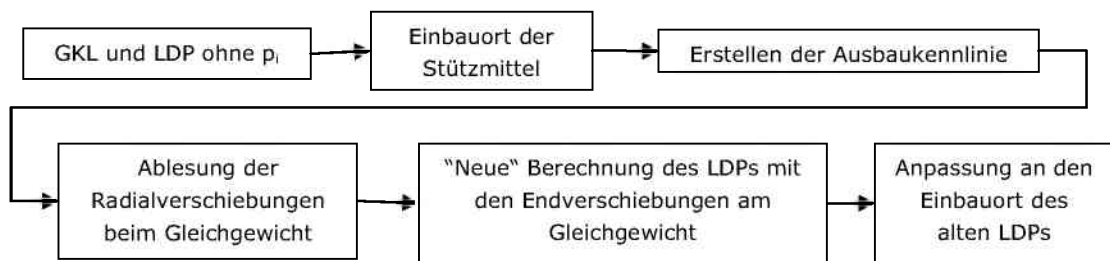 GKL und LDP ohne pᵢ
Einbauort der
Stützmittel
Erstellen der Ausbaukennlinie
Ablesung der
Radialverschiebungen
beim Gleichgewicht
"Neue“ Berechnung des LDPs mit
den Endverschiebungen am
Gleichgewicht
Anpassung an den
Einbauort des
alten LDPs